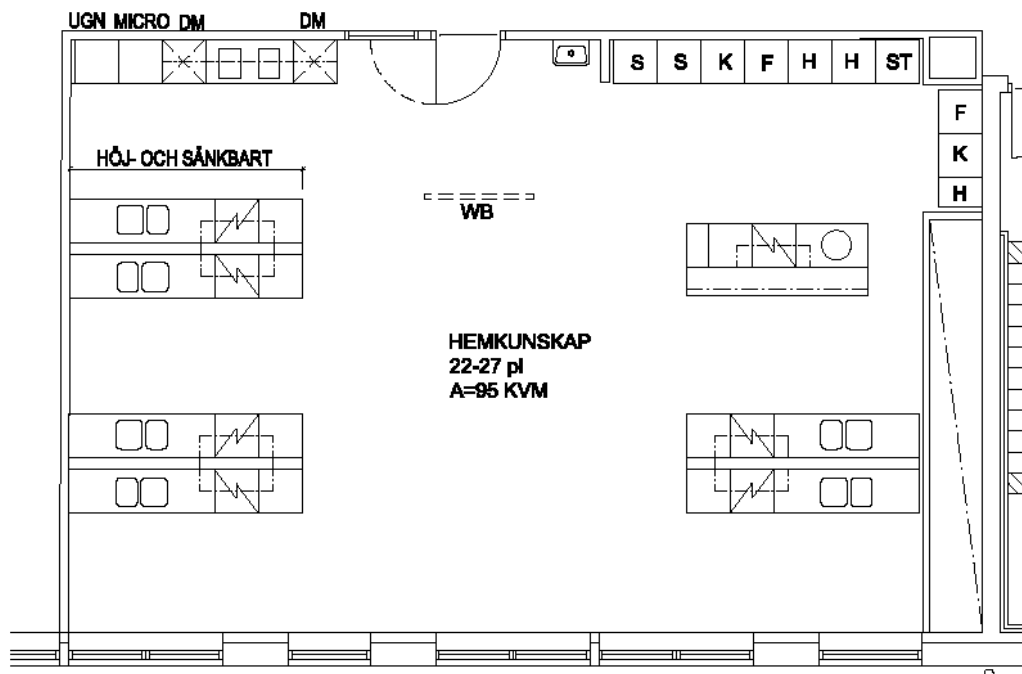 UGN MICRO DM DM
S S K F H H ST
F
K
H
HÖJ- OCH SÄNKBART
WB
HEMKUNSKAP
22-27 pl
A=95 KVM